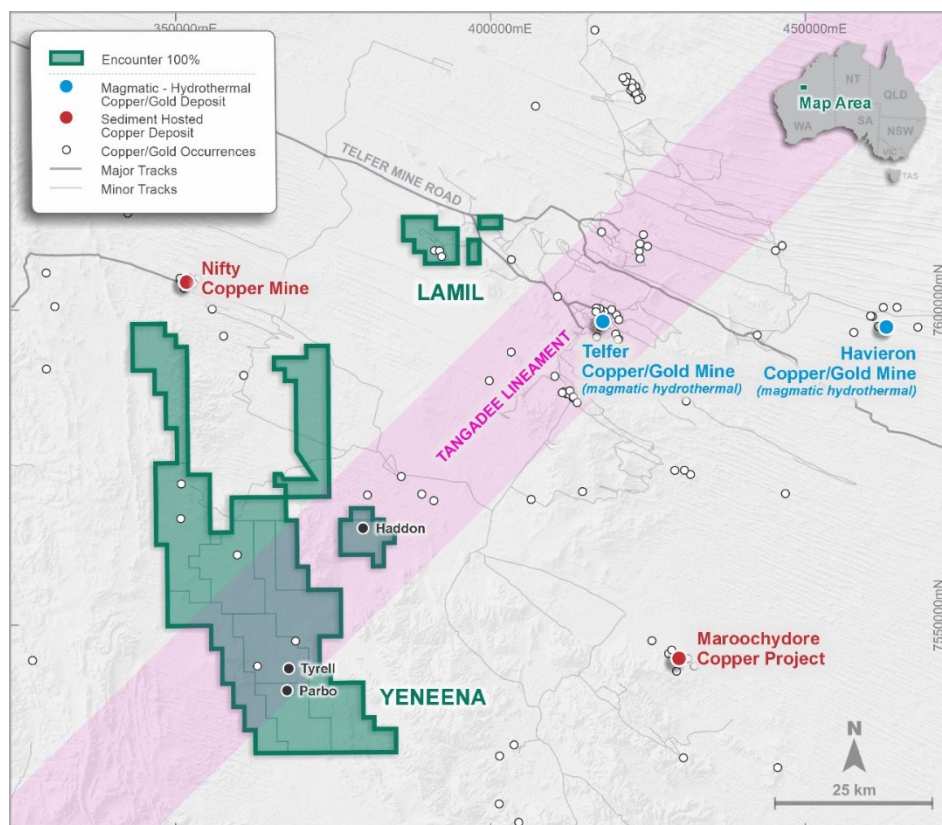 350000mE
400000mE
450000mE
Encounter 100%
Magmatic - Hydrothermal
Copper/Gold Deposit
Sediment Hosted
Copper Deposit
Copper/Gold Occurrences
Major Tracks
Minor Tracks
NT
QLD
Map Area
WA
SA
NSW
VIC
TAS
TELFER MINE ROAD
Nifty
Copper Mine
LAMIL
7600000mN
TANGADEE LINEAMENT
Telfer
Copper/Gold Mine
(magmatic hydrothermal)
Havieron
Copper/Gold Mine
(magmatic hydrothermal)
Haddon
7550000mN
Maroochydore
Copper Project
Tyrell
Parbo
YENEENA
N
25 km